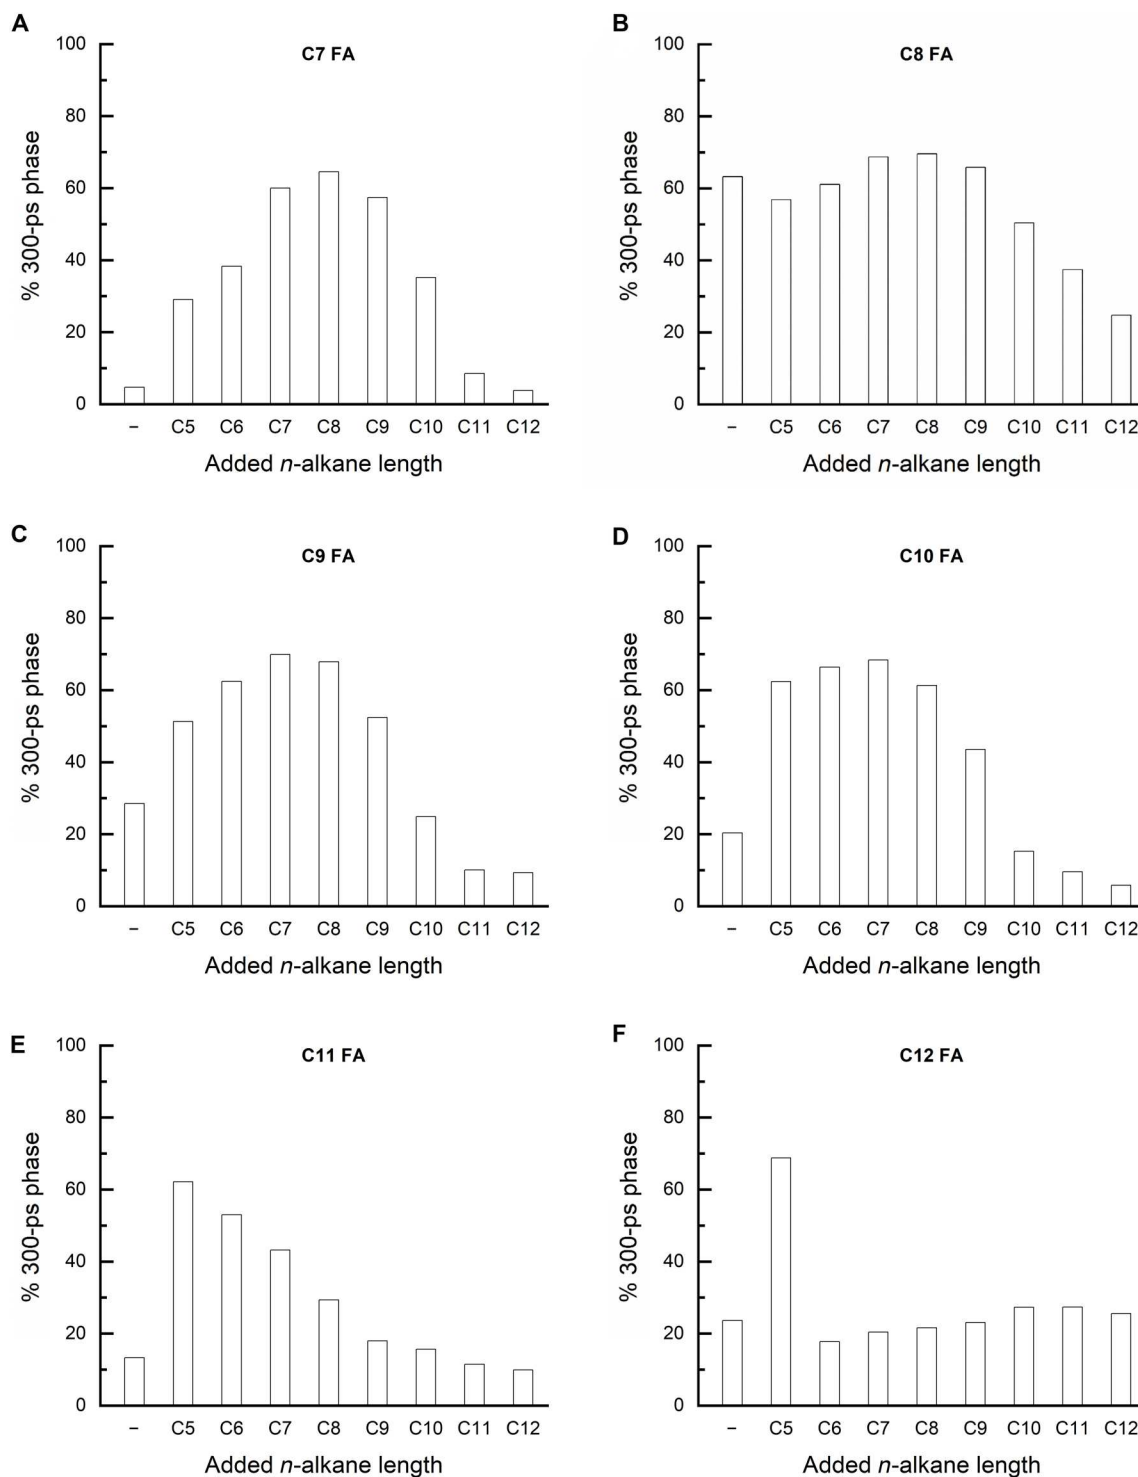 A
C7 FA
% 300-ps phase
100
80
60
40
20
0
– C5 C6 C7 C8 C9 C10 C11 C12
Added n-alkane length
B
C8 FA
% 300-ps phase
100
80
60
40
20
0
– C5 C6 C7 C8 C9 C10 C11 C12
Added n-alkane length
C
C9 FA
% 300-ps phase
100
80
60
40
20
0
– C5 C6 C7 C8 C9 C10 C11 C12
Added n-alkane length
D
C10 FA
% 300-ps phase
100
80
60
40
20
0
– C5 C6 C7 C8 C9 C10 C11 C12
Added n-alkane length
E
C11 FA
% 300-ps phase
100
80
60
40
20
0
– C5 C6 C7 C8 C9 C10 C11 C12
Added n-alkane length
F
C12 FA
% 300-ps phase
100
80
60
40
20
0
– C5 C6 C7 C8 C9 C10 C11 C12
Added n-alkane length